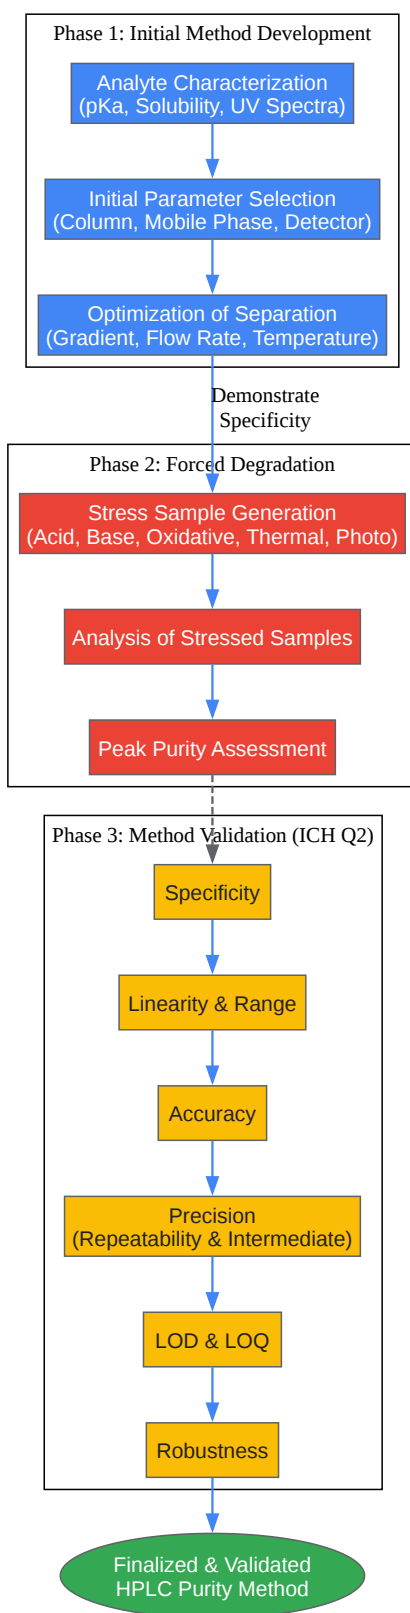 Phase 1: Initial Method Development
Analyte Characterization
(pKa, Solubility, UV Spectra)
Initial Parameter Selection
(Column, Mobile Phase, Detector)
Optimization of Separation
(Gradient, Flow Rate, Temperature)
Demonstrate
Specificity
Phase 2: Forced Degradation
Stress Sample Generation
(Acid, Base, Oxidative, Thermal, Photo)
Analysis of Stressed Samples
Peak Purity Assessment
Phase 3: Method Validation (ICH Q2)
Specificity
Linearity & Range
Accuracy
Precision
(Repeatability & Intermediate)
LOD & LOQ
Robustness
Finalized & Validated
HPLC Purity Method